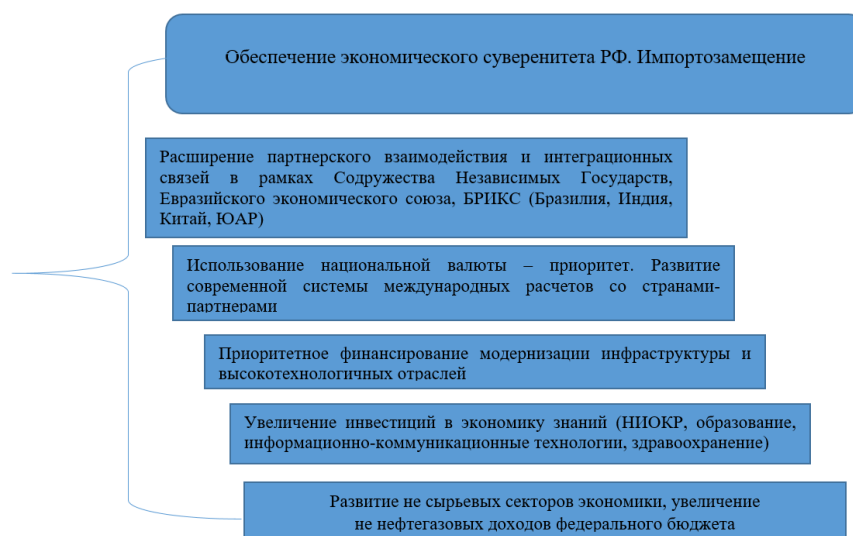 Обеспечение экономического суверенитета РФ. Импортозамещение
Расширение партнерского взаимодействия и интеграционных
связей в рамках Содружества Независимых Государств,
Евразийского экономического союза, БРИКС (Бразилия, Индия,
Китай, ЮАР)
Использование национальной валюты – приоритет. Развитие
современной системы международных расчетов со странами-
партнерами
Приоритетное финансирование модернизации инфраструктуры и
высокотехнологичных отраслей
Увеличение инвестиций в экономику знаний (НИОКР, образование,
информационно-коммуникационные технологии, здравоохранение)
Развитие не сырьевых секторов экономики, увеличение
не нефтегазовых доходов федерального бюджета